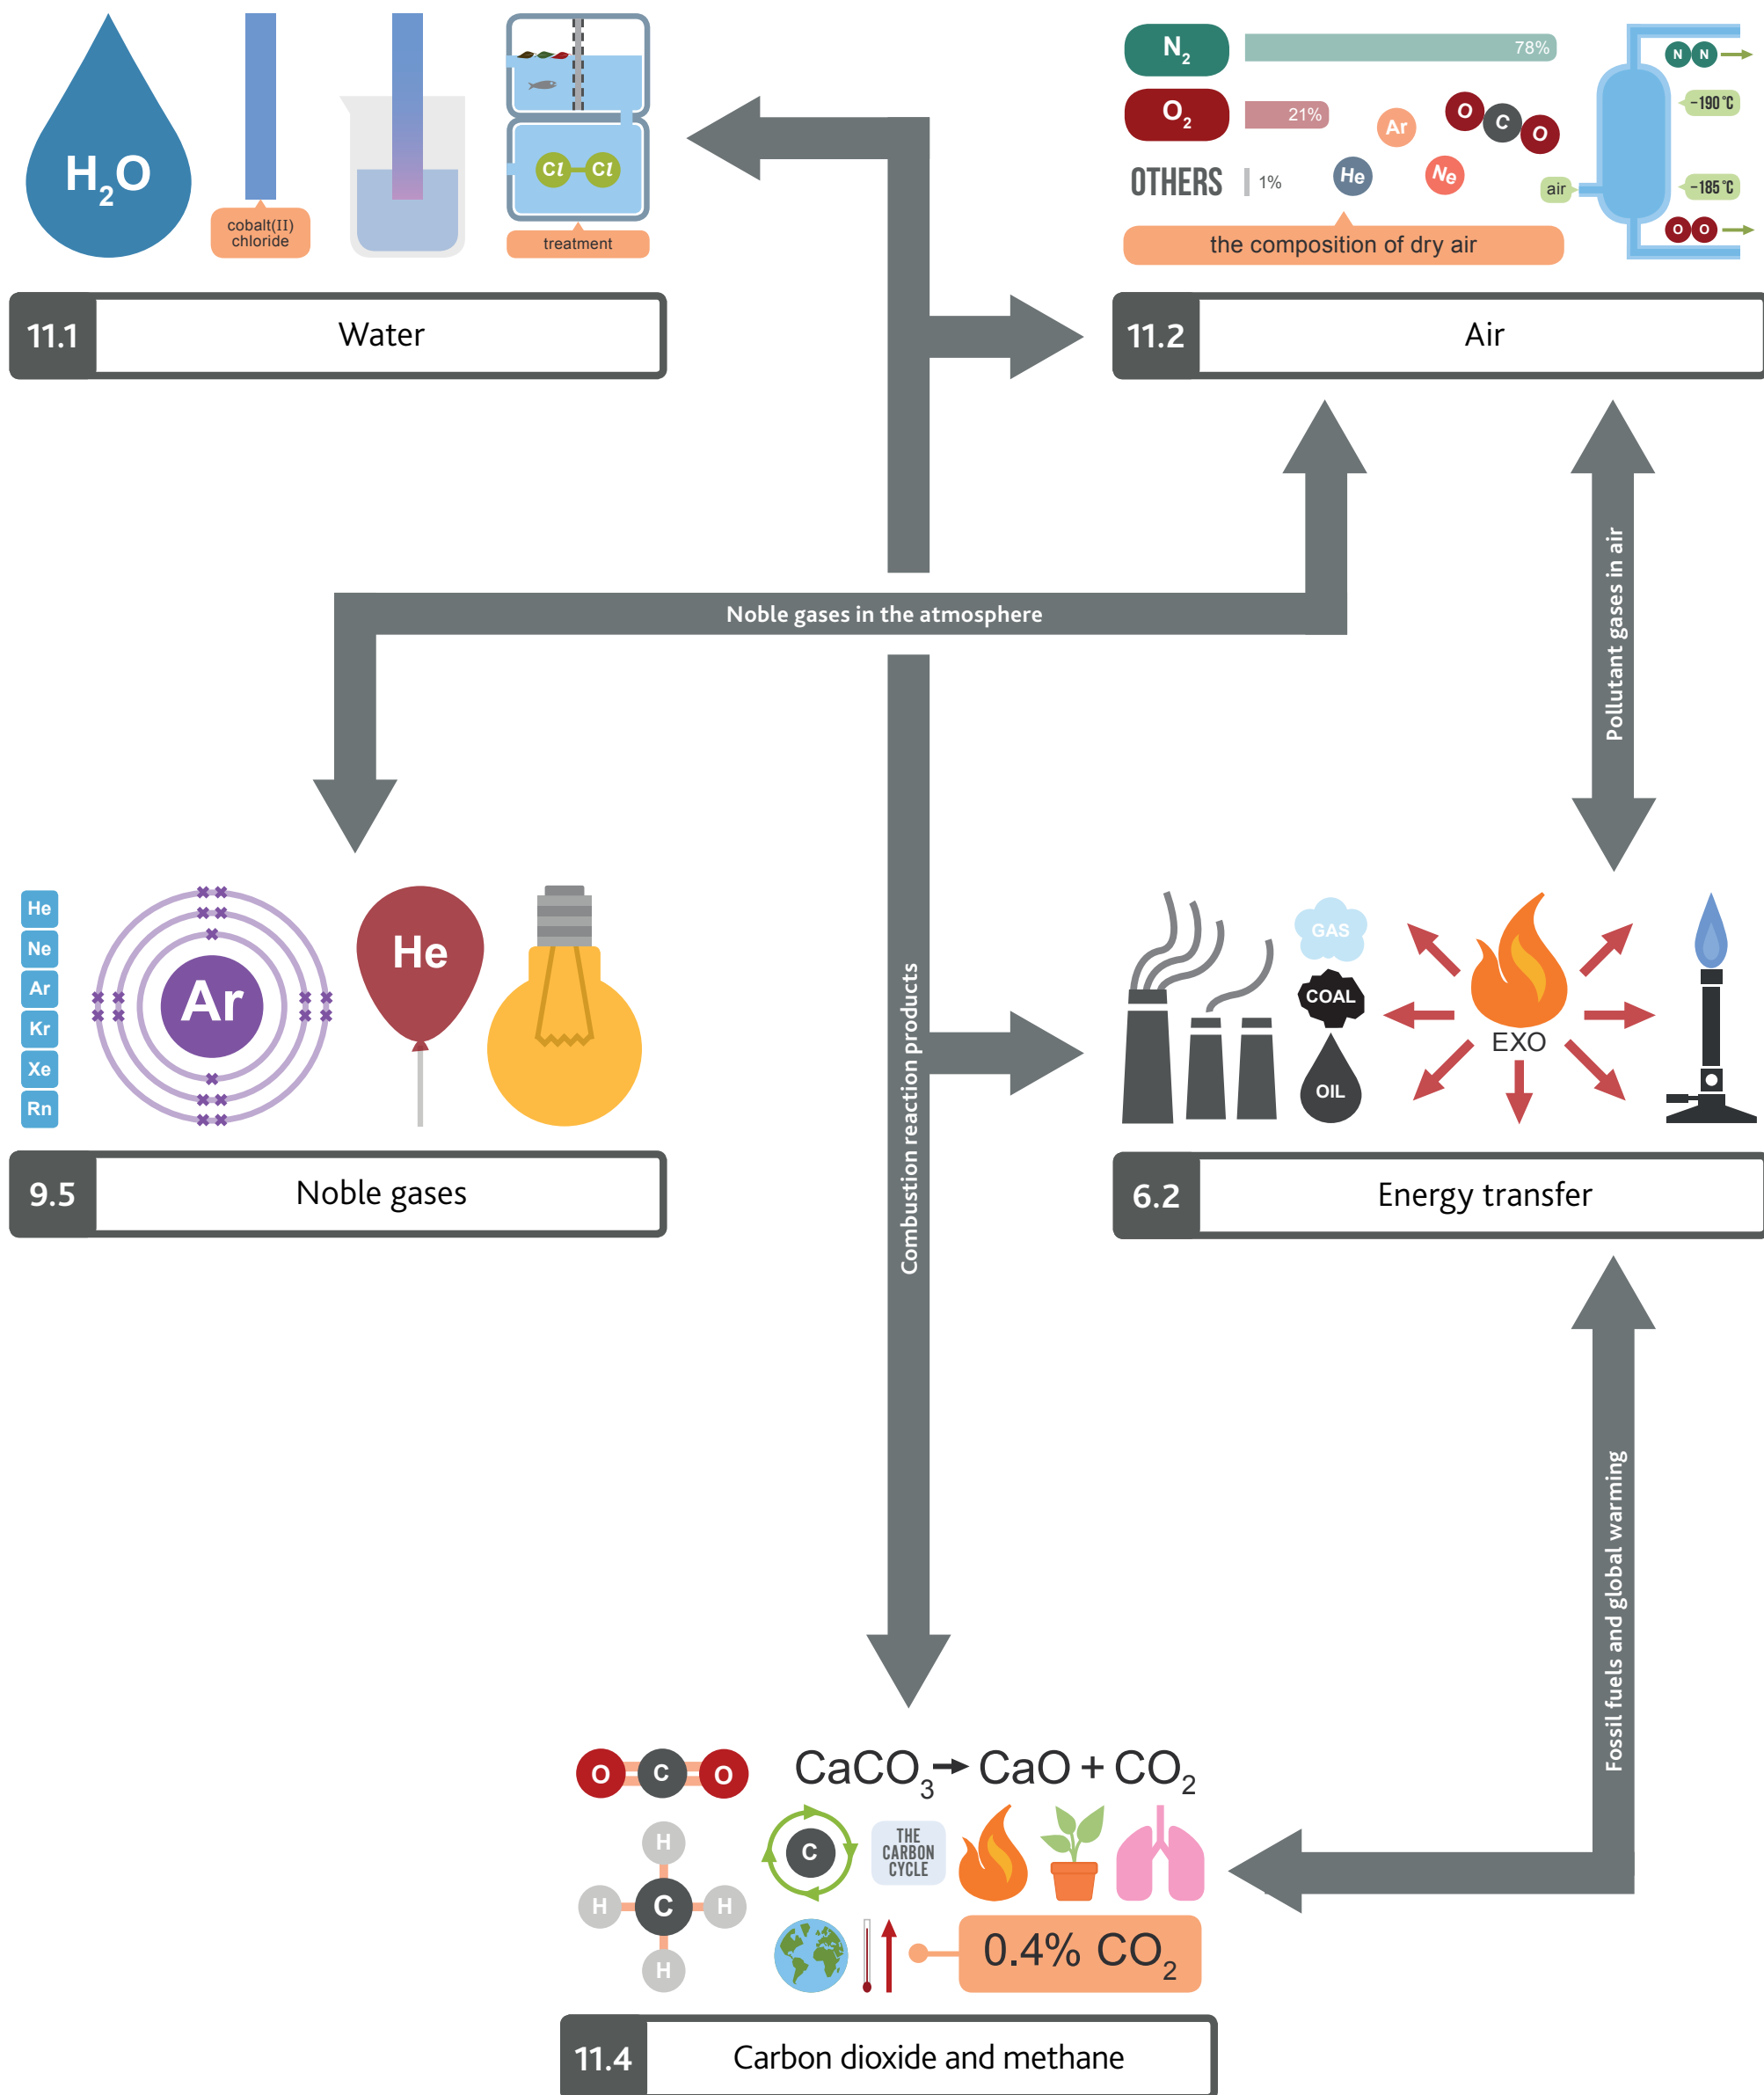 H₂O
cobalt(II)
chloride
Cl Cl
treatment
11.1 Water
N₂ 78%
O₂ 21%
OTHERS 1%
Ar
O C O
He
Ne
the composition of dry air
N N
–190 °C
air
–185 °C
O O
11.2 Air
Noble gases in the atmosphere
Pollutant gases in air
He
Ne
Ar
Kr
Xe
Rn
Ar
He
9.5 Noble gases
Combustion reaction products
GAS
COAL
OIL
EXO
6.2 Energy transfer
Fossil fuels and global warming
O C O
H
H C H
H
CaCO₃ → CaO + CO₂
C
THE
CARBON
CYCLE
0.4% CO₂
11.4 Carbon dioxide and methane